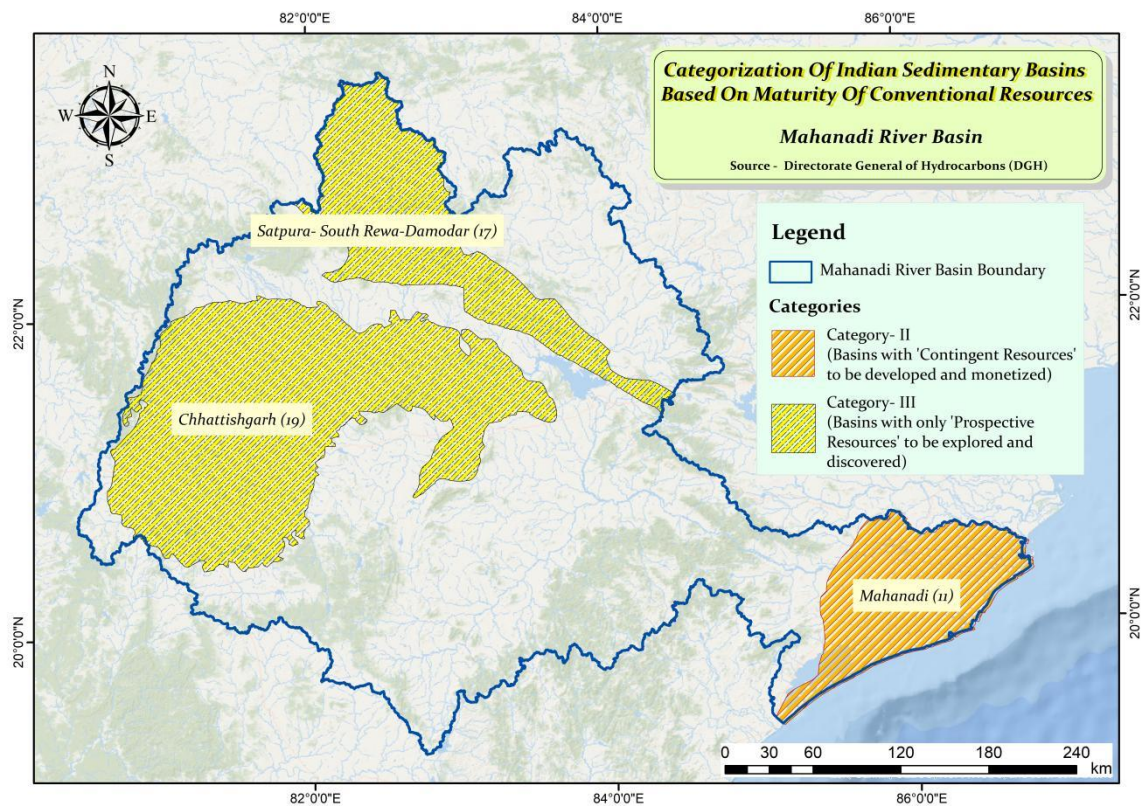 82°0'0"E
84°0'0"E
86°0'0"E
Categorization Of Indian Sedimentary Basins
Based On Maturity Of Conventional Resources
Mahanadi River Basin
Source - Directorate General of Hydrocarbons (DGH)
N
W
E
S
Satpura- South Rewa-Damodar (17)
Legend
Mahanadi River Basin Boundary
Categories
Category- II
(Basins with 'Contingent Resources'
to be developed and monetized)
Category- III
(Basins with only 'Prospective
Resources' to be explored and
discovered)
22°0'0"N
22°0'0"N
Chhattishgarh (19)
Mahanadi (11)
20°0'0"N
20°0'0"N
0 30 60 120 180 240
km
82°0'0"E
84°0'0"E
86°0'0"E